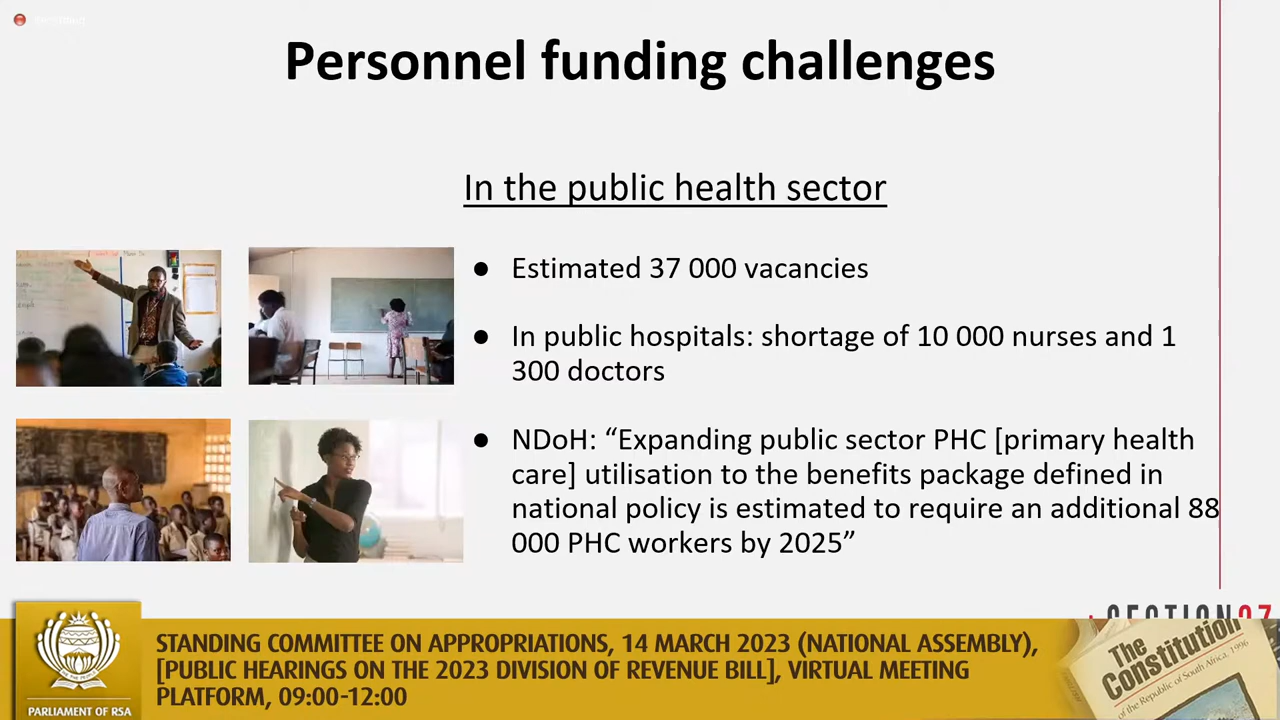 Personnel funding challenges
In the public health sector
● Estimated 37 000 vacancies
● In public hospitals: shortage of 10 000 nurses and 1
300 doctors
● NDoH: “Expanding public sector PHC [primary health
care] utilisation to the benefits package defined in
national policy is estimated to require an additional 88
000 PHC workers by 2025”
SECTION27
STANDING COMMITTEE ON APPROPRIATIONS, 14 MARCH 2023 (NATIONAL ASSEMBLY),
[PUBLIC HEARINGS ON THE 2023 DIVISION OF REVENUE BILL], VIRTUAL MEETING
PLATFORM, 09:00-12:00
PARLIAMENT OF RSA
The
Constitution
of the Republic of South Africa, 1996